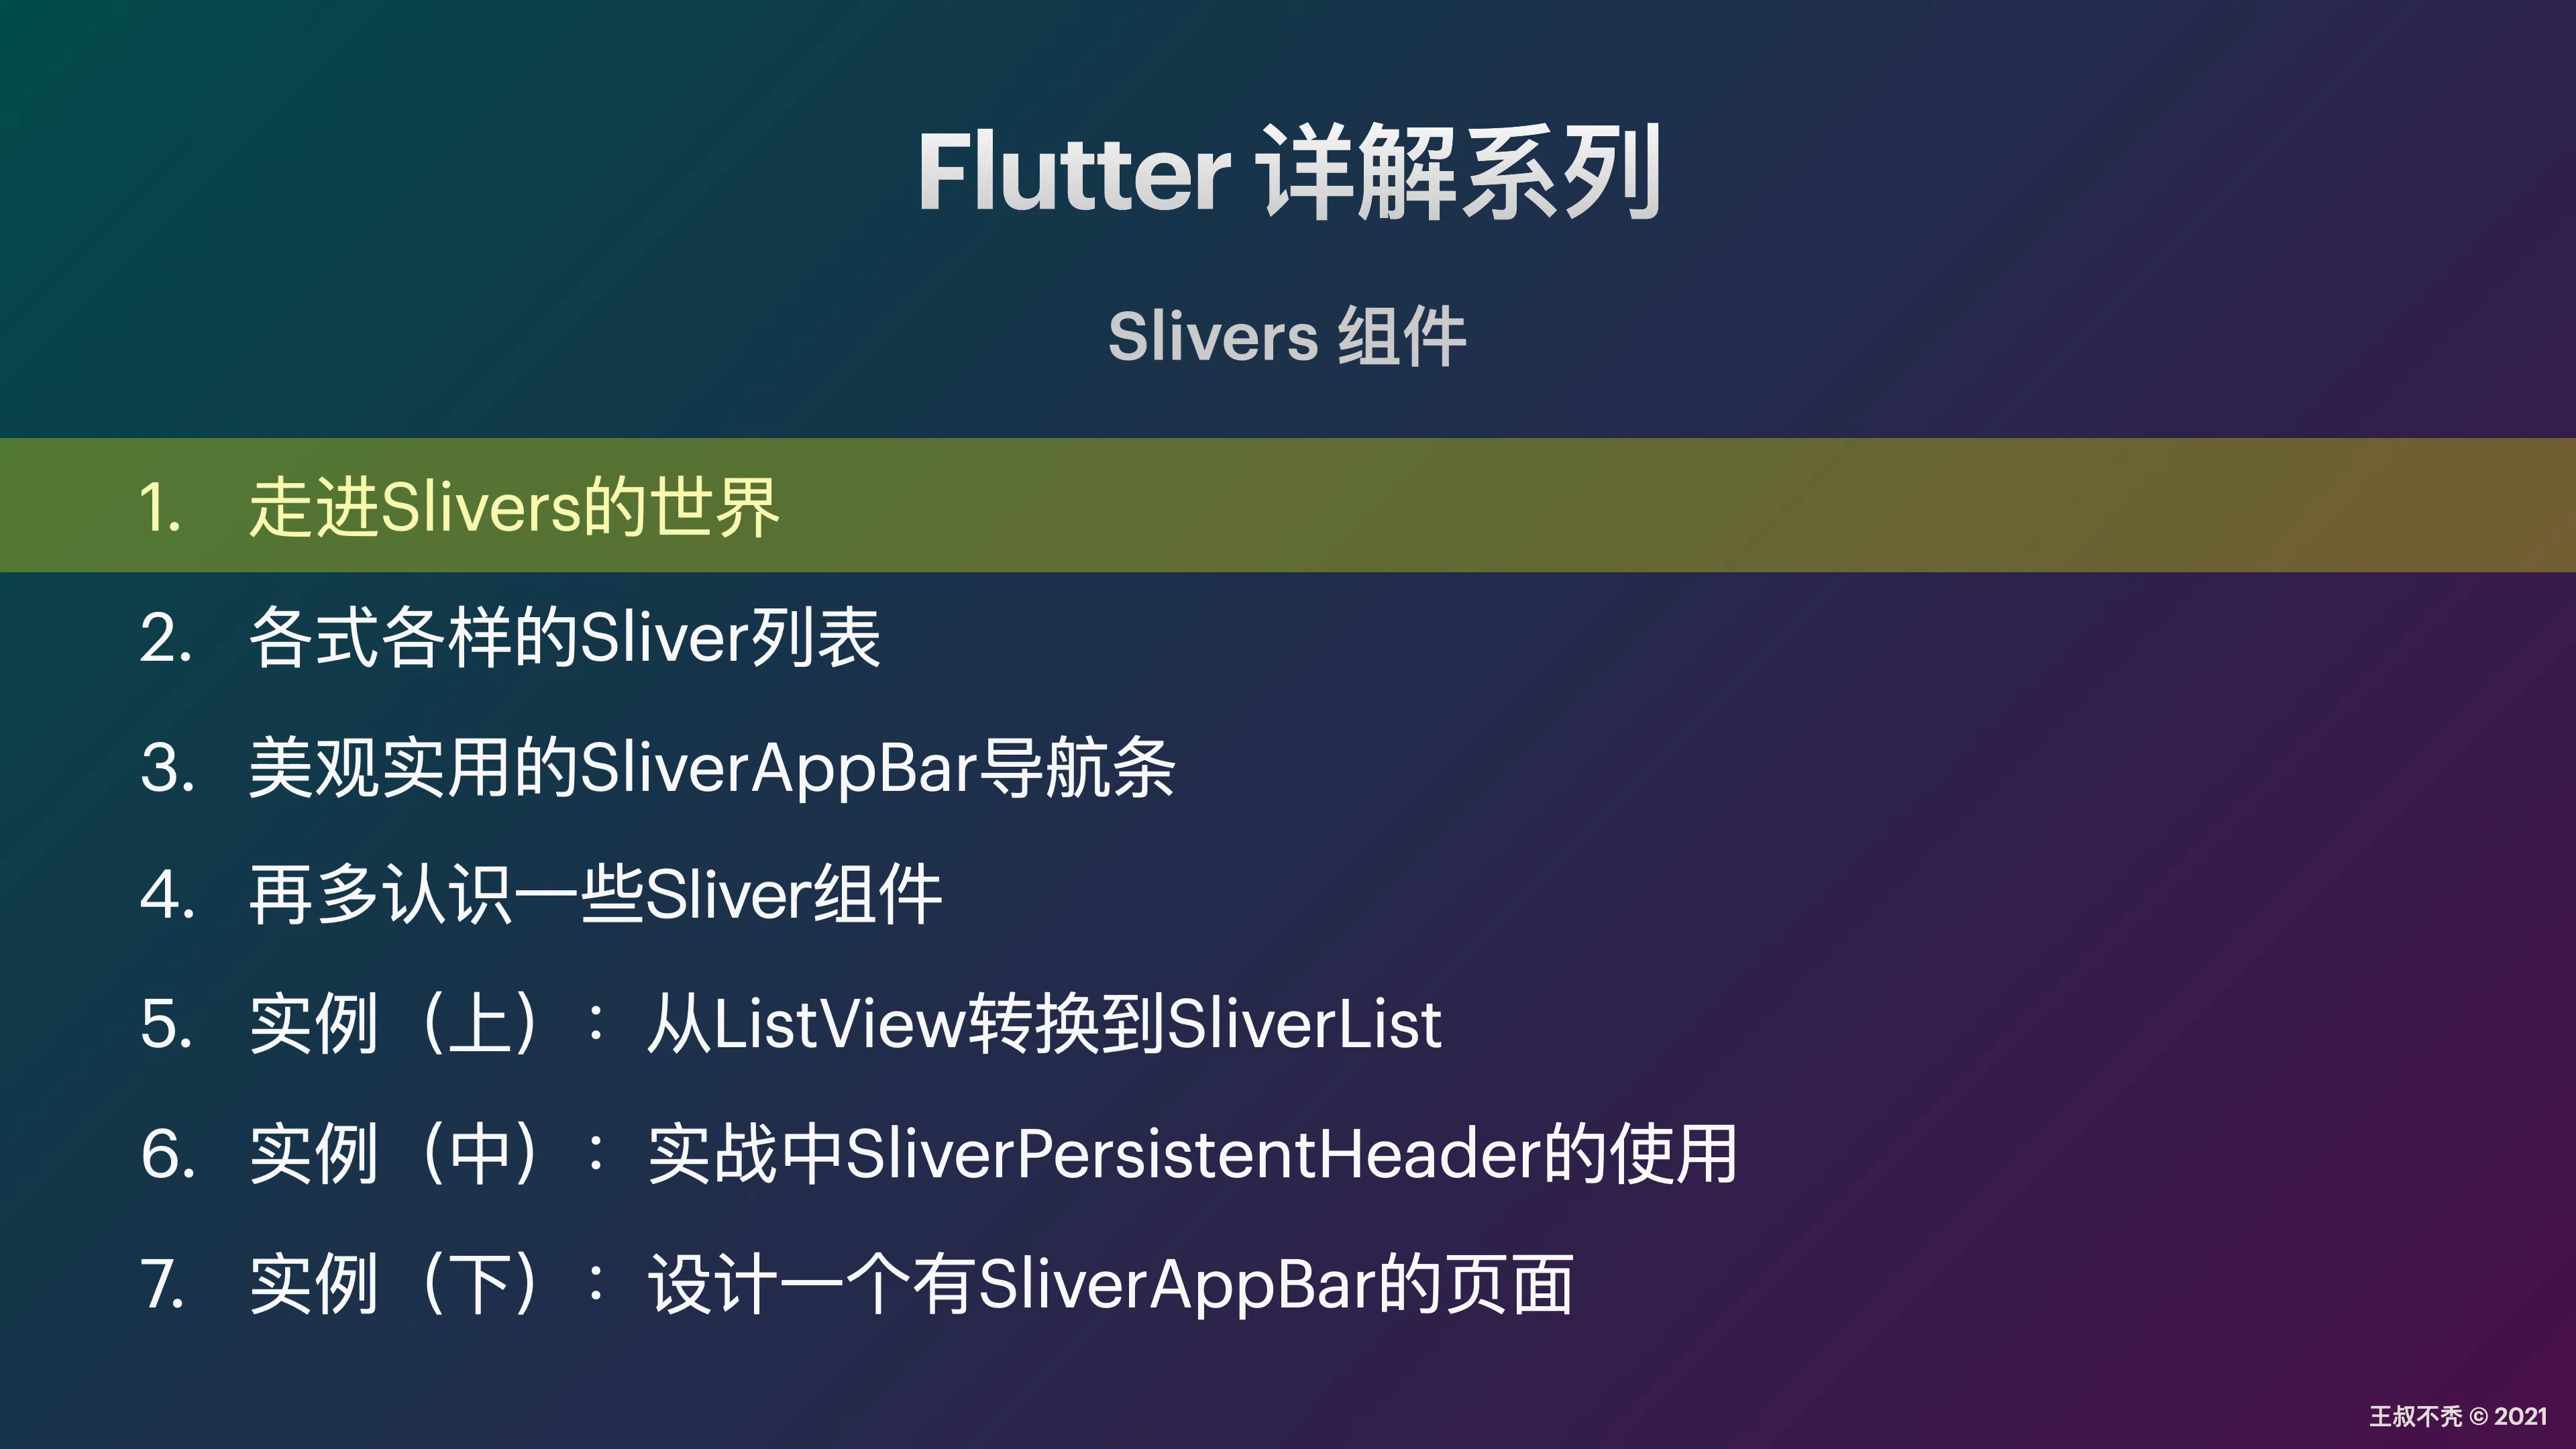 Flutter 详解系列
Slivers 组件
1. 走进Slivers的世界
2. 各式各样的Sliver列表
3. 美观实用的SliverAppBar导航条
4. 再多认识一些Sliver组件
5. 实例（上）：从ListView转换到SliverList
6. 实例（中）：实战中SliverPersistentHeader的使用
7. 实例（下）：设计一个有SliverAppBar的页面
王叔不秃 © 2021